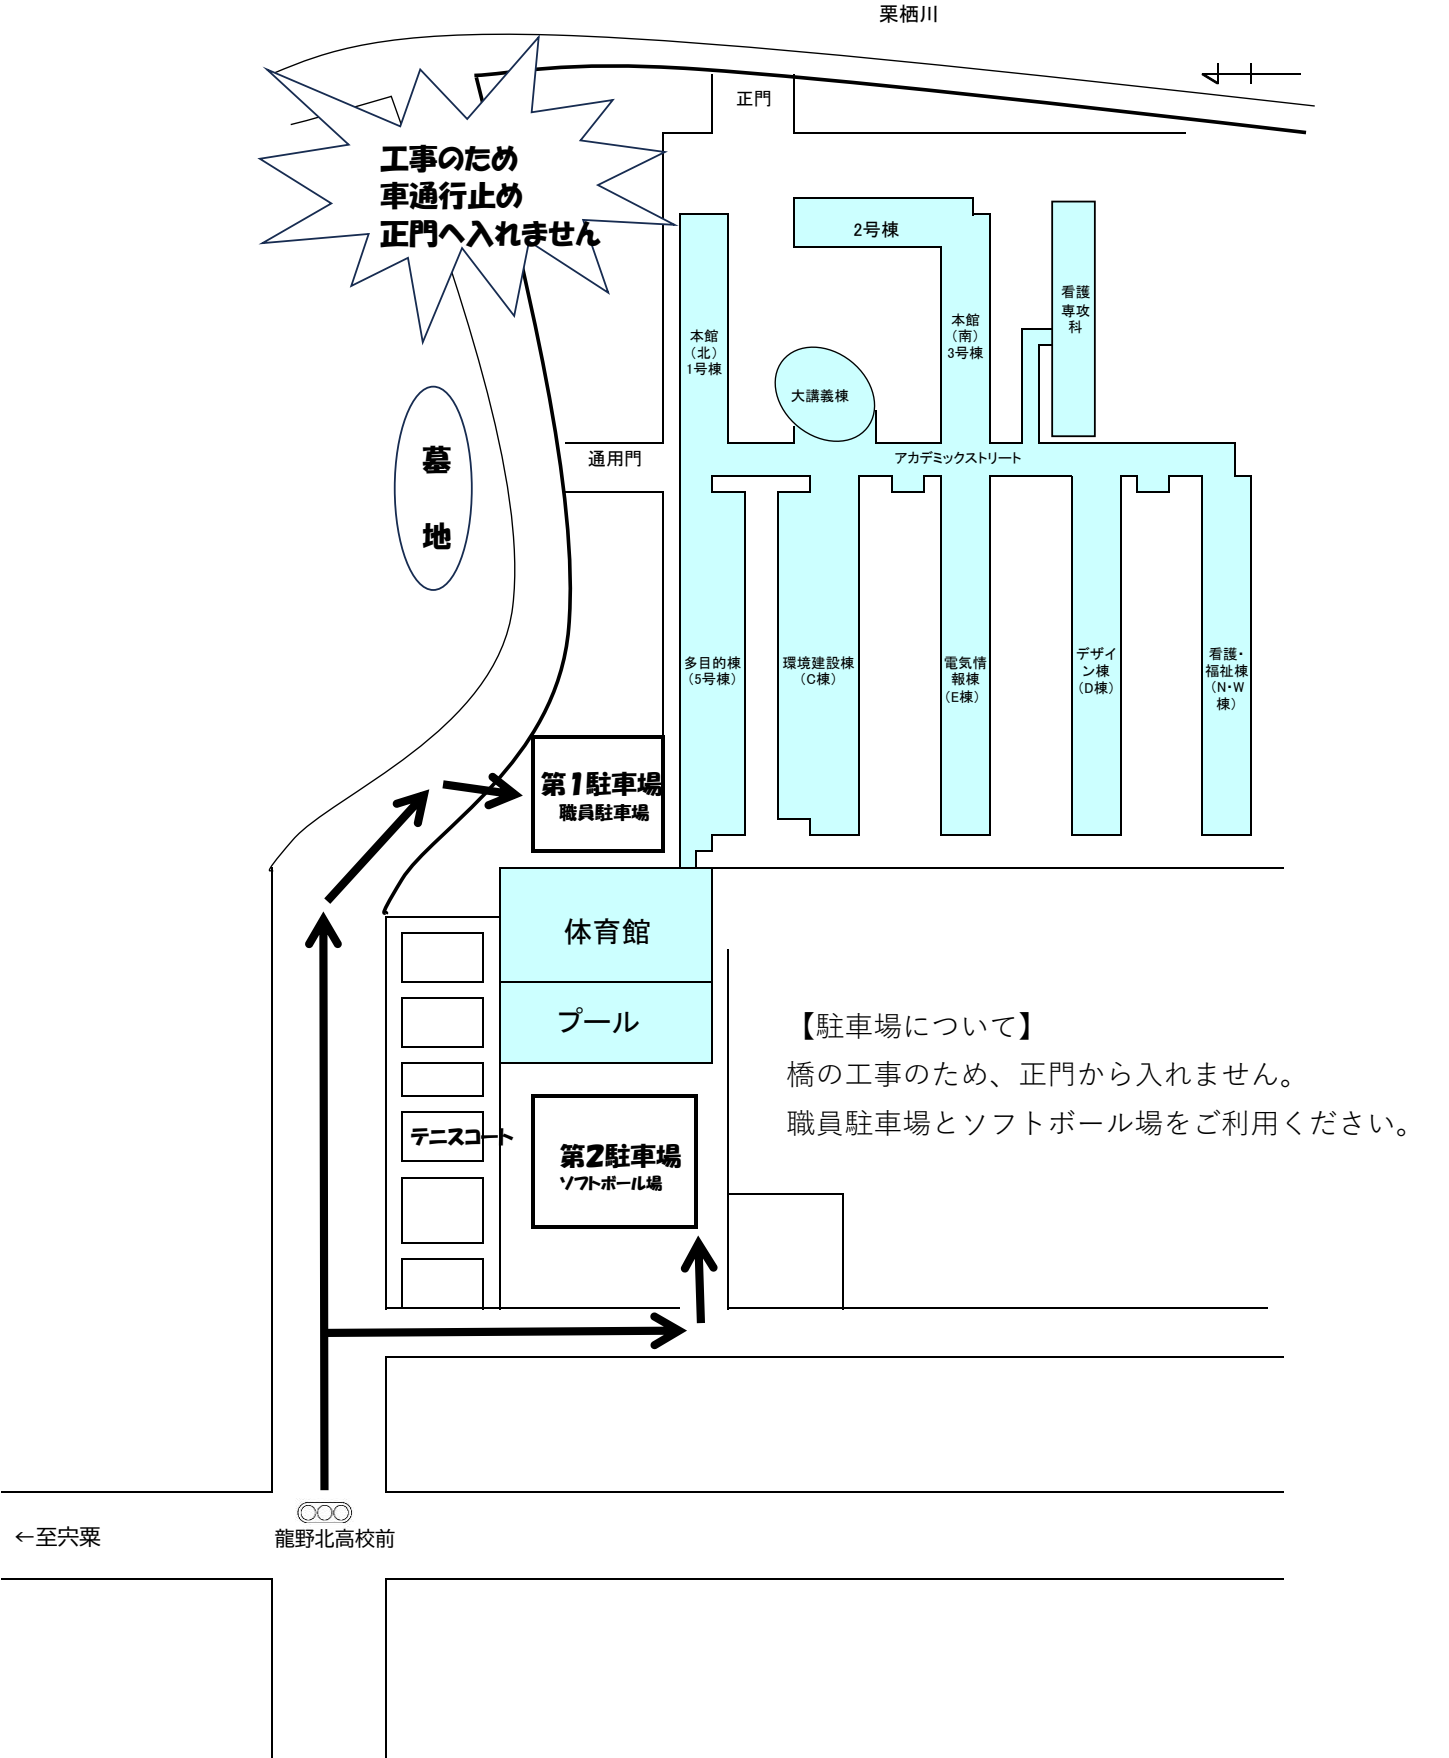 栗栖川
正門
工事のため
車通行止め
正門へ入れません
2号棟
看護
専攻
科
本館
（南）
3号棟
本館
（北）
1号棟
大講義棟
墓
地
通用門
アカデミックストリート
多目的棟
（5号棟）
環境建設棟
（C棟）
電気情
報棟
（E棟）
デザイ
ン棟
（D棟）
看護・
福祉棟
（N・W
棟）
第1駐車場
職員駐車場
体育館
プール
【駐車場について】
橋の工事のため、正門から入れません。
職員駐車場とソフトボール場をご利用ください。
テニスコート
第2駐車場
ソフトボール場
←至宍粟
龍野北高校前